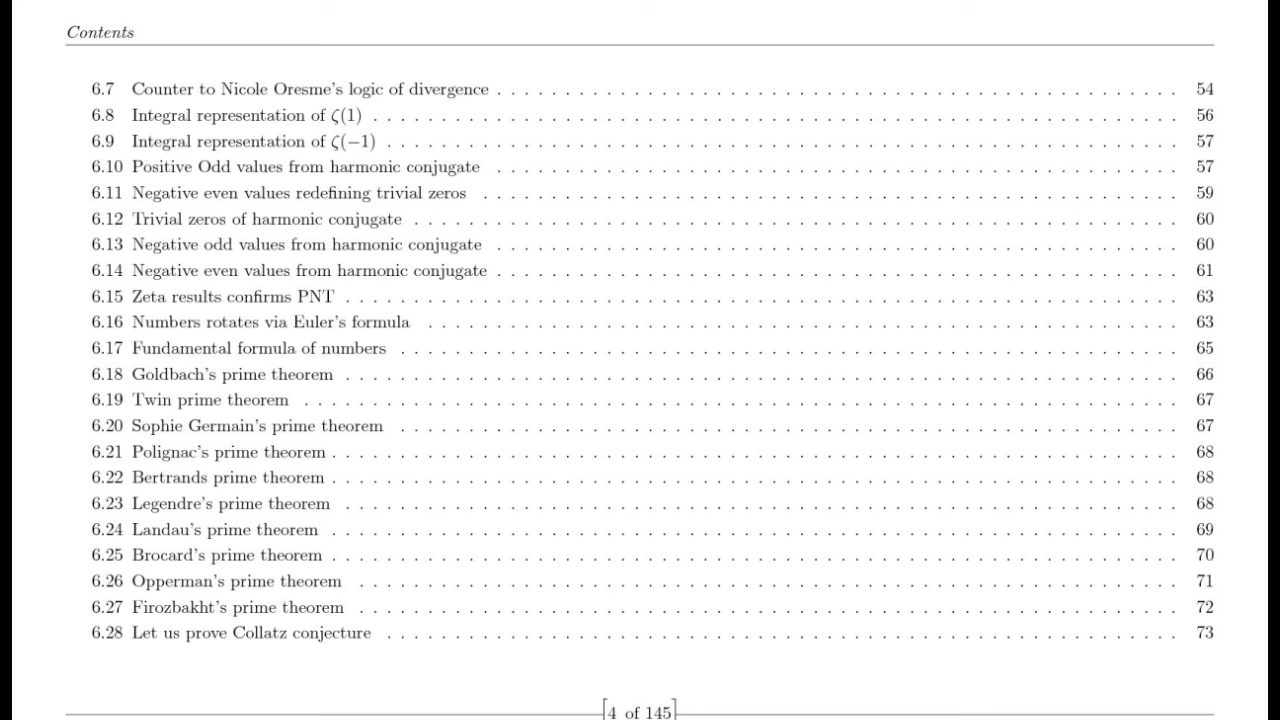 Contents
6.7 Counter to Nicole Oresme's logic of divergence . . . . . . . . . . 54
6.8 Integral representation of ζ(1) . . . . . . . . . . 56
6.9 Integral representation of ζ(−1) . . . . . . . . . . 57
6.10 Positive Odd values from harmonic conjugate . . . . . . . . . . 57
6.11 Negative even values redefining trivial zeros . . . . . . . . . . 59
6.12 Trivial zeros of harmonic conjugate . . . . . . . . . . 60
6.13 Negative odd values from harmonic conjugate . . . . . . . . . . 60
6.14 Negative even values from harmonic conjugate . . . . . . . . . . 61
6.15 Zeta results confirms PNT . . . . . . . . . . 63
6.16 Numbers rotates via Euler's formula . . . . . . . . . . 63
6.17 Fundamental formula of numbers . . . . . . . . . . 65
6.18 Goldbach's prime theorem . . . . . . . . . . 66
6.19 Twin prime theorem . . . . . . . . . . 67
6.20 Sophie Germain's prime theorem . . . . . . . . . . 67
6.21 Polignac's prime theorem . . . . . . . . . . 68
6.22 Bertrands prime theorem . . . . . . . . . . 68
6.23 Legendre's prime theorem . . . . . . . . . . 68
6.24 Landau's prime theorem . . . . . . . . . . 69
6.25 Brocard's prime theorem . . . . . . . . . . 70
6.26 Opperman's prime theorem . . . . . . . . . . 71
6.27 Firozbakht's prime theorem . . . . . . . . . . 72
6.28 Let us prove Collatz conjecture . . . . . . . . . . 73
[4 of 145]